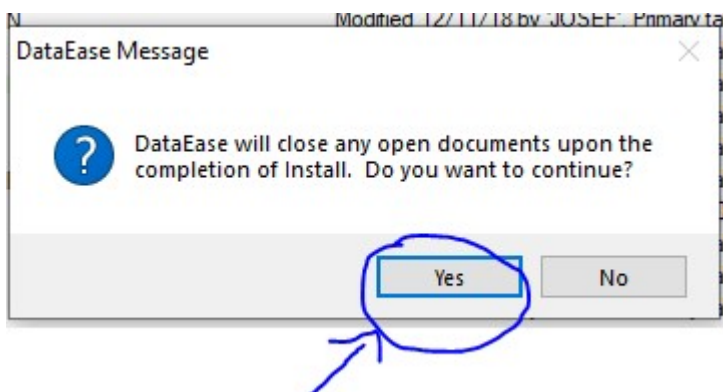 N Modified 12/11/18 by 'JOSEF', Primary ta
DataEase Message
DataEase will close any open documents upon the
completion of Install. Do you want to continue?
Yes No